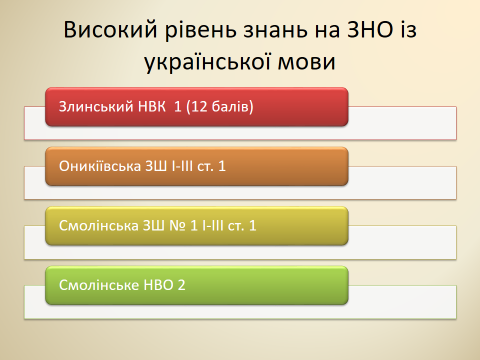 Високий рівень знань на ЗНО із
української мови
Злинський НВК  1 (12 балів)
Оникіївська ЗШ І-ІІІ ст. 1
Смолінська ЗШ № 1 І-ІІІ ст. 1
Смолінське НВО 2